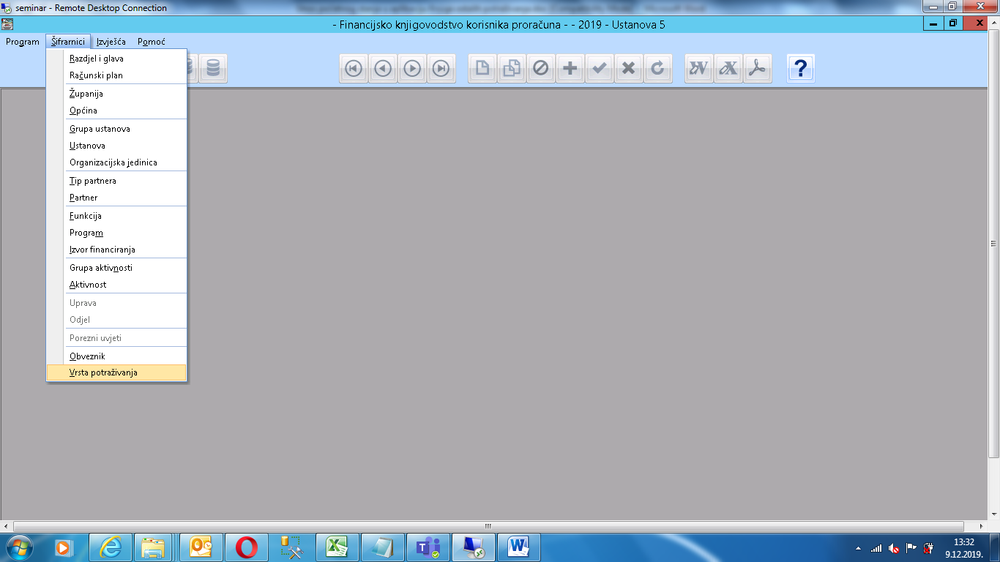 seminar - Remote Desktop Connection
- Financijsko knjigovodstvo korisnika proračuna - - 2019 - Ustanova 5
Program Šifrarnici Izvješća Pomoć
Razdjel i glava
Računski plan
Županija
Općina
Grupa ustanova
Ustanova
Organizacijska jedinica
Tip partnera
Partner
Funkcija
Program
Izvor financiranja
Grupa aktivnosti
Aktivnost
Uprava
Odjel
Porezni uvjeti
Obveznik
Vrsta potraživanja
13:32
9.12.2019.